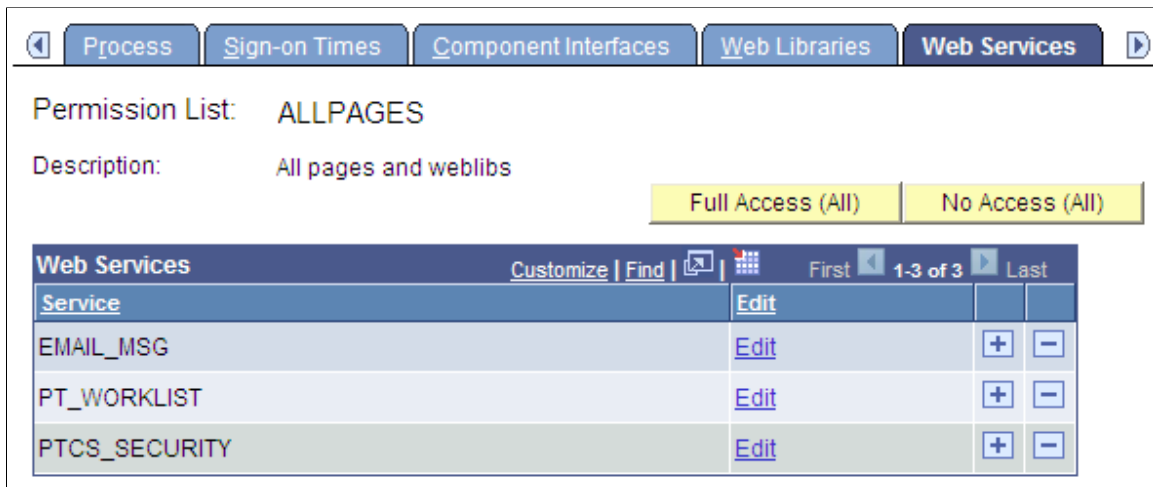 Process Sign-on Times Component Interfaces Web Libraries Web Services
Permission List: ALLPAGES
Description: All pages and weblibs
Full Access (All) No Access (All)
Web Services Customize | Find | | First 1-3 of 3 Last
Service Edit
EMAIL_MSG Edit
PT_WORKLIST Edit
PTCS_SECURITY Edit